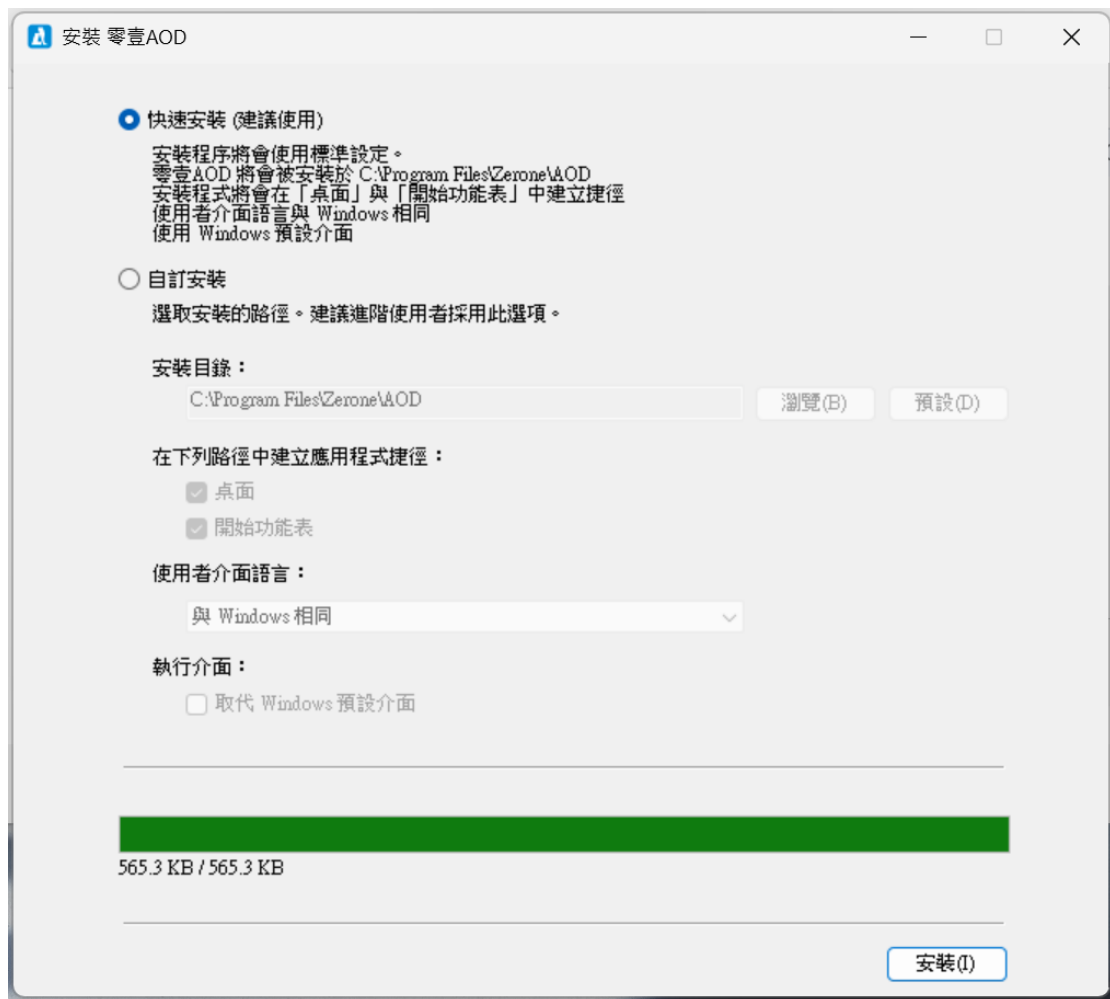 安裝 零壹AOD
快速安裝 (建議使用)
安裝程序將會使用標準設定。
零壹AOD 將會被安裝於 C:\Program Files\Zerone\AOD
安裝程式將會在「桌面」與「開始功能表」中建立捷徑
使用者介面語言與 Windows 相同
使用 Windows 預設介面
自訂安裝
選取安裝的路徑。建議進階使用者採用此選項。
安裝目錄：
C:\Program Files\Zerone\AOD
瀏覽(B)
預設(D)
在下列路徑中建立應用程式捷徑：
桌面
開始功能表
使用者介面語言：
與 Windows 相同
執行介面：
取代 Windows 預設介面
565.3 KB / 565.3 KB
安裝(I)